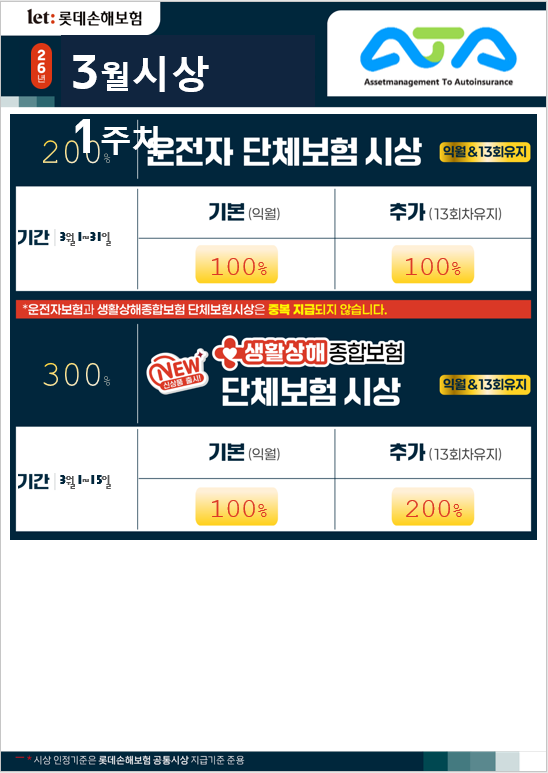 let: 롯데손해보험
26년
3월시상
1주차
ATA
Assetmanagement To Autoinsurance
200% 운전자 단체보험 시상 익월&13회유지
기본 (익월) 추가 (13회차유지)
기간 3월 1~31일
100% 100%
*운전자보험과 생활상해종합보험 단체보험시상은 중복 지급되지 않습니다.
NEW 신상품 출시! 생활상해종합보험
300% 단체보험 시상 익월&13회유지
기본 (익월) 추가 (13회차유지)
기간 3월 1~15일
100% 200%
* 시상 인정기준은 롯데손해보험 공통시상 지급기준 준용